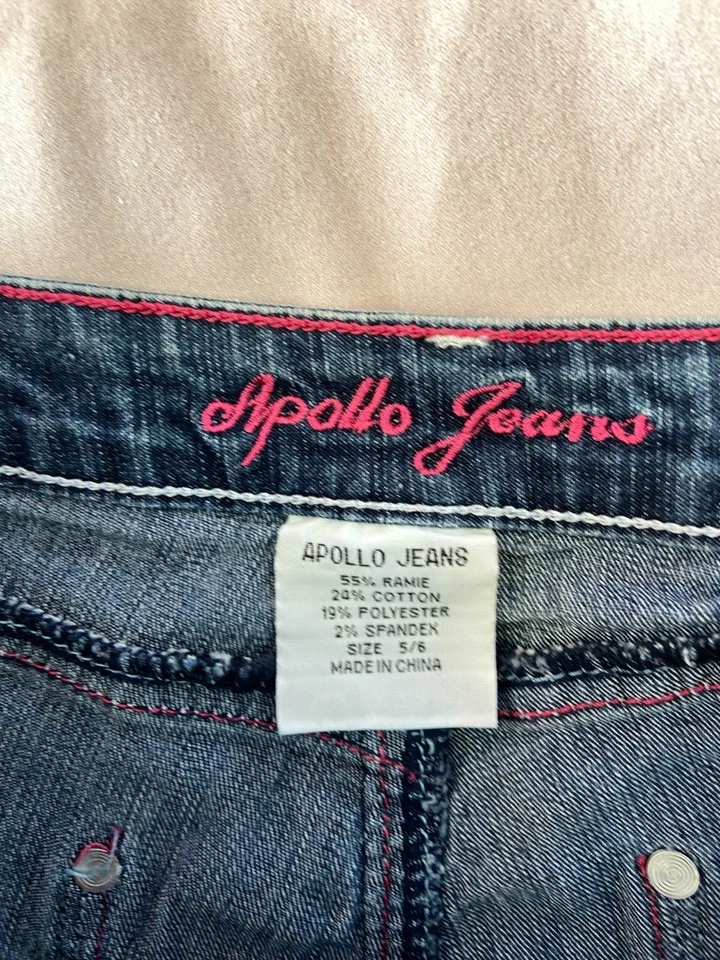 Apollo Jeans
APOLLO JEANS
55% RAMIE
24% COTTON
19% POLYESTER
2% SPANDEX
SIZE 5/6
MADE IN CHINA